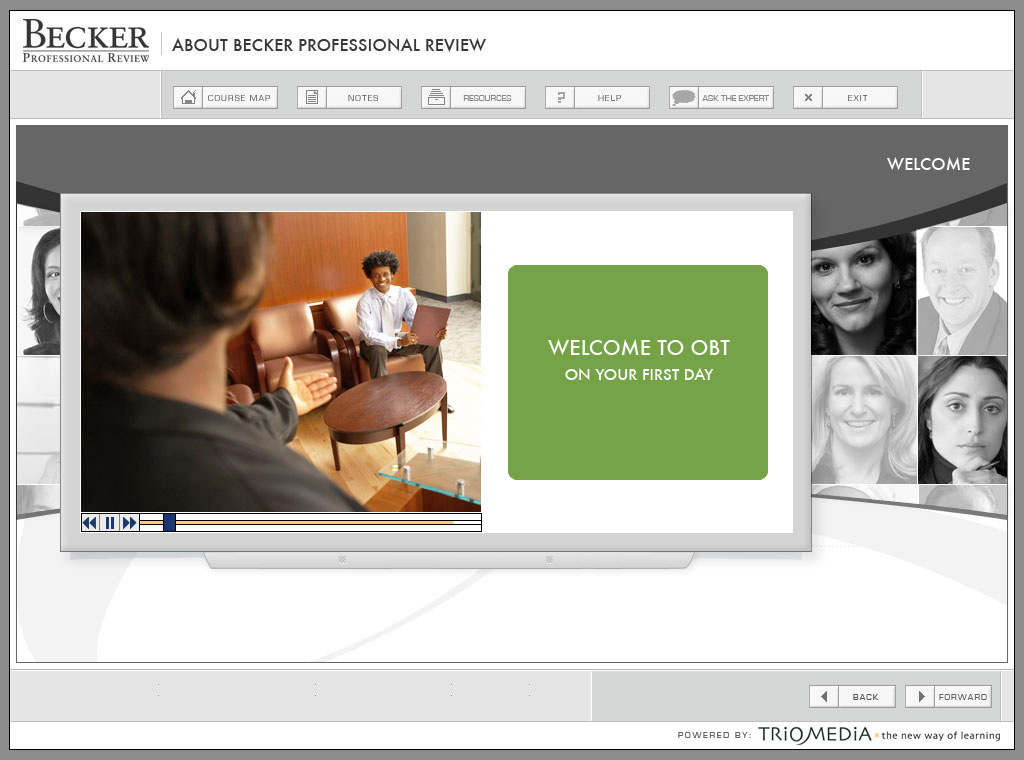 BECKER
PROFESSIONAL REVIEW
ABOUT BECKER PROFESSIONAL REVIEW
COURSE MAP
NOTES
RESOURCES
HELP
ASK THE EXPERT
EXIT
WELCOME
WELCOME TO OBT
ON YOUR FIRST DAY
BACK
FORWARD
POWERED BY: TRIOMEDIA the new way of learning